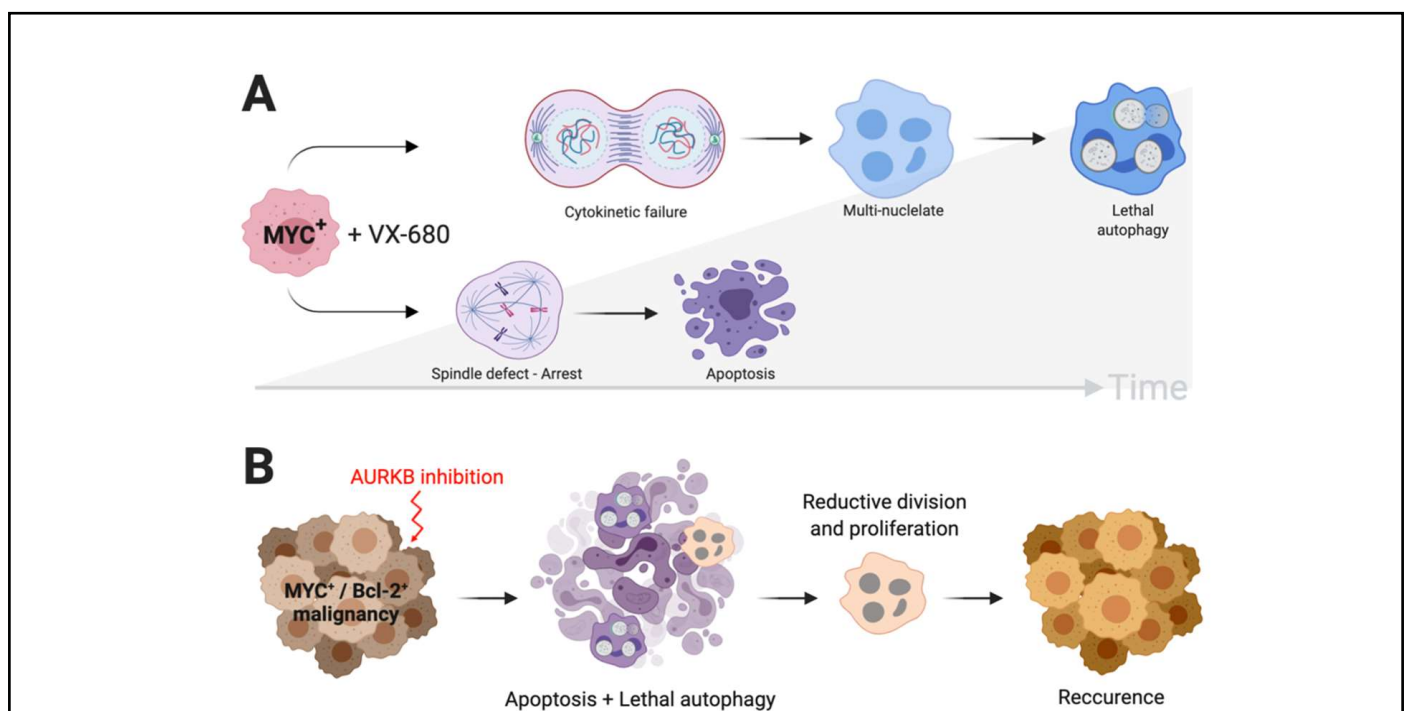 A
Cytokinetic failure
Multi-nuclelate
Lethal
autophagy
MYC⁺ + VX-680
Spindle defect - Arrest
Apoptosis
Time
B
AURKB inhibition
MYC⁺ / Bcl-2⁺
malignancy
Apoptosis + Lethal autophagy
Reductive division
and proliferation
Reccurence